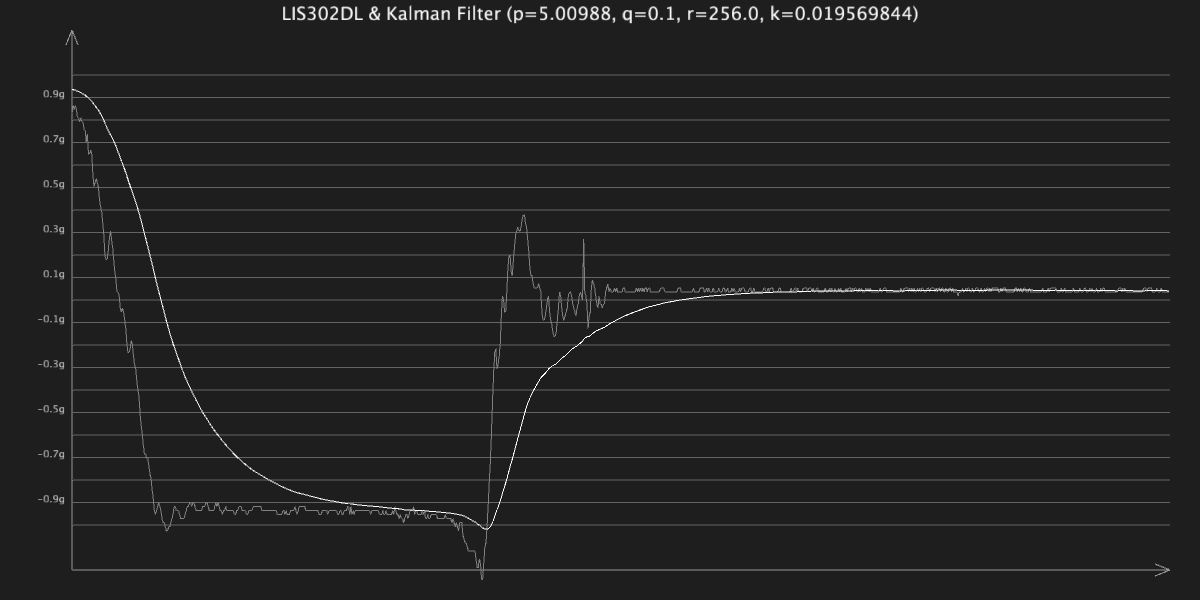 LIS302DL & Kalman Filter (p=5.00988, q=0.1, r=256.0, k=0.019569844)
0.9g
0.7g
0.5g
0.3g
0.1g
-0.1g
-0.3g
-0.5g
-0.7g
-0.9g